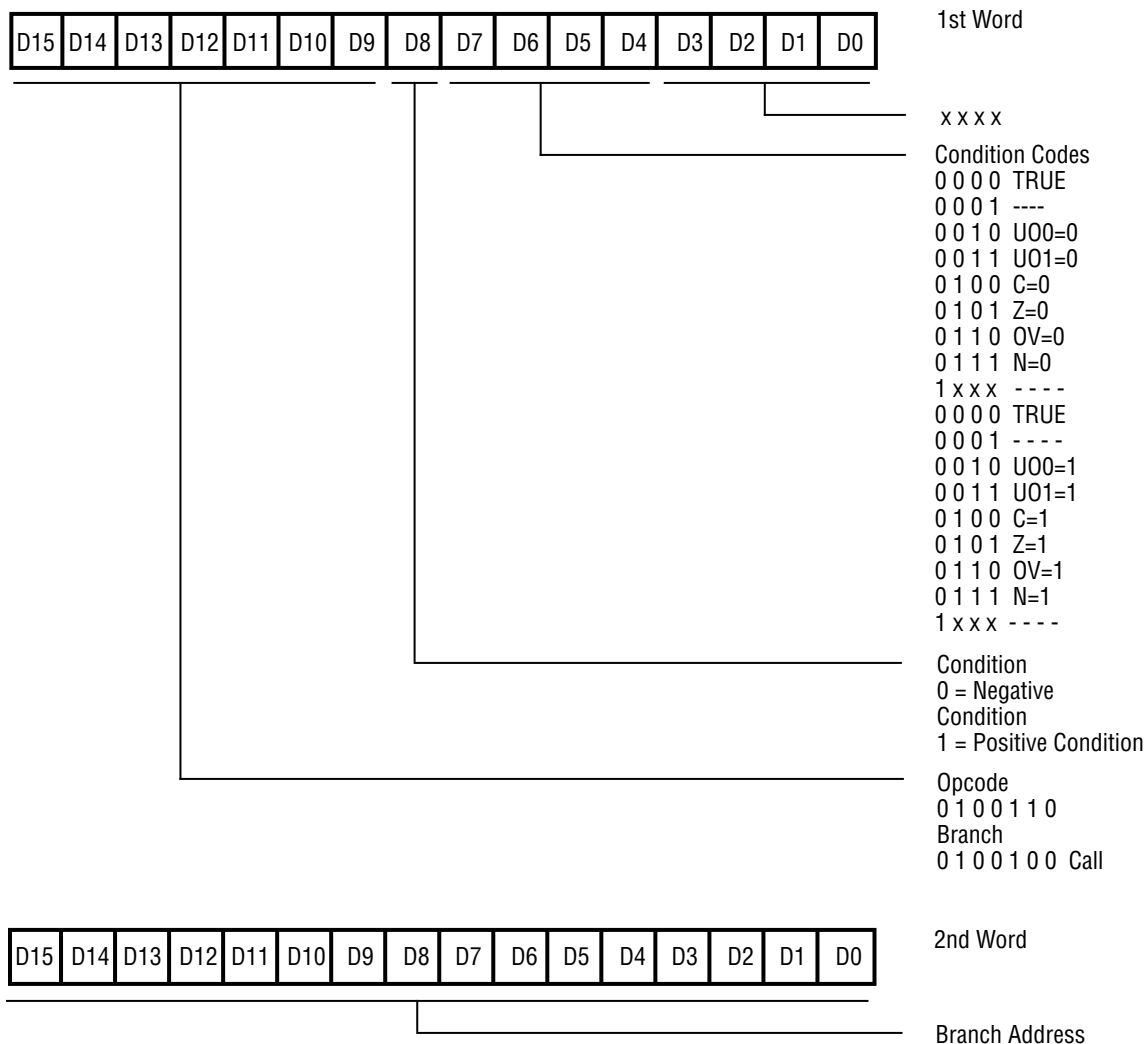 1st Word
D15 D14 D13 D12 D11 D10 D9 D8 D7 D6 D5 D4 D3 D2 D1 D0
x x x x
Condition Codes
0 0 0 0 TRUE
0 0 0 1 ----
0 0 1 0 UO0=0
0 0 1 1 UO1=0
0 1 0 0 C=0
0 1 0 1 Z=0
0 1 1 0 OV=0
0 1 1 1 N=0
1 x x x - - - -
0 0 0 0 TRUE
0 0 0 1 - - - -
0 0 1 0 UO0=1
0 0 1 1 UO1=1
0 1 0 0 C=1
0 1 0 1 Z=1
0 1 1 0 OV=1
0 1 1 1 N=1
1 x x x - - - -
Condition
0 = Negative
Condition
1 = Positive Condition
Opcode
0 1 0 0 1 1 0
Branch
0 1 0 0 1 0 0 Call
2nd Word
D15 D14 D13 D12 D11 D10 D9 D8 D7 D6 D5 D4 D3 D2 D1 D0
Branch Address